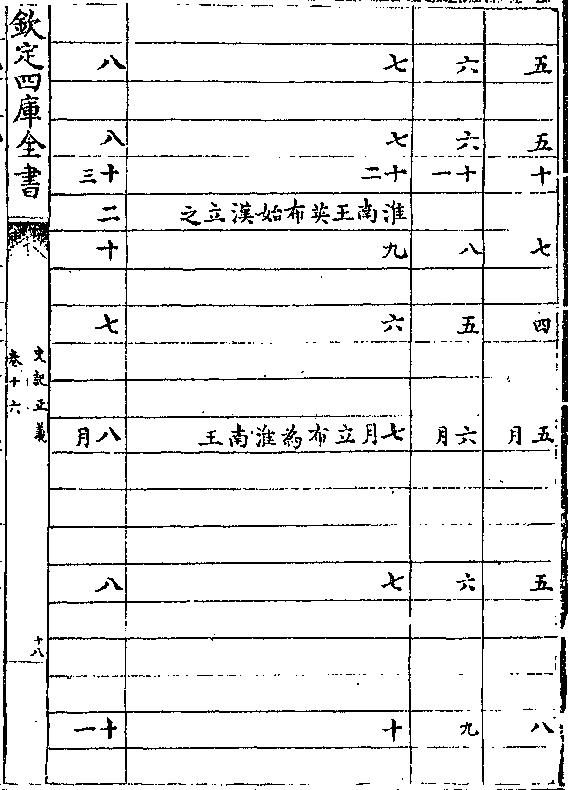 五 六 七 八
五 六 七 八
十 十一 十二 十三
淮南王英布始漢立之 二
七 八 九 十
四 五 六 七
五月 六月 七月立布為淮南王 八月
五 六 七 八
八 九 十 十一
欽定四庫全書
史記正義
卷十六
十八